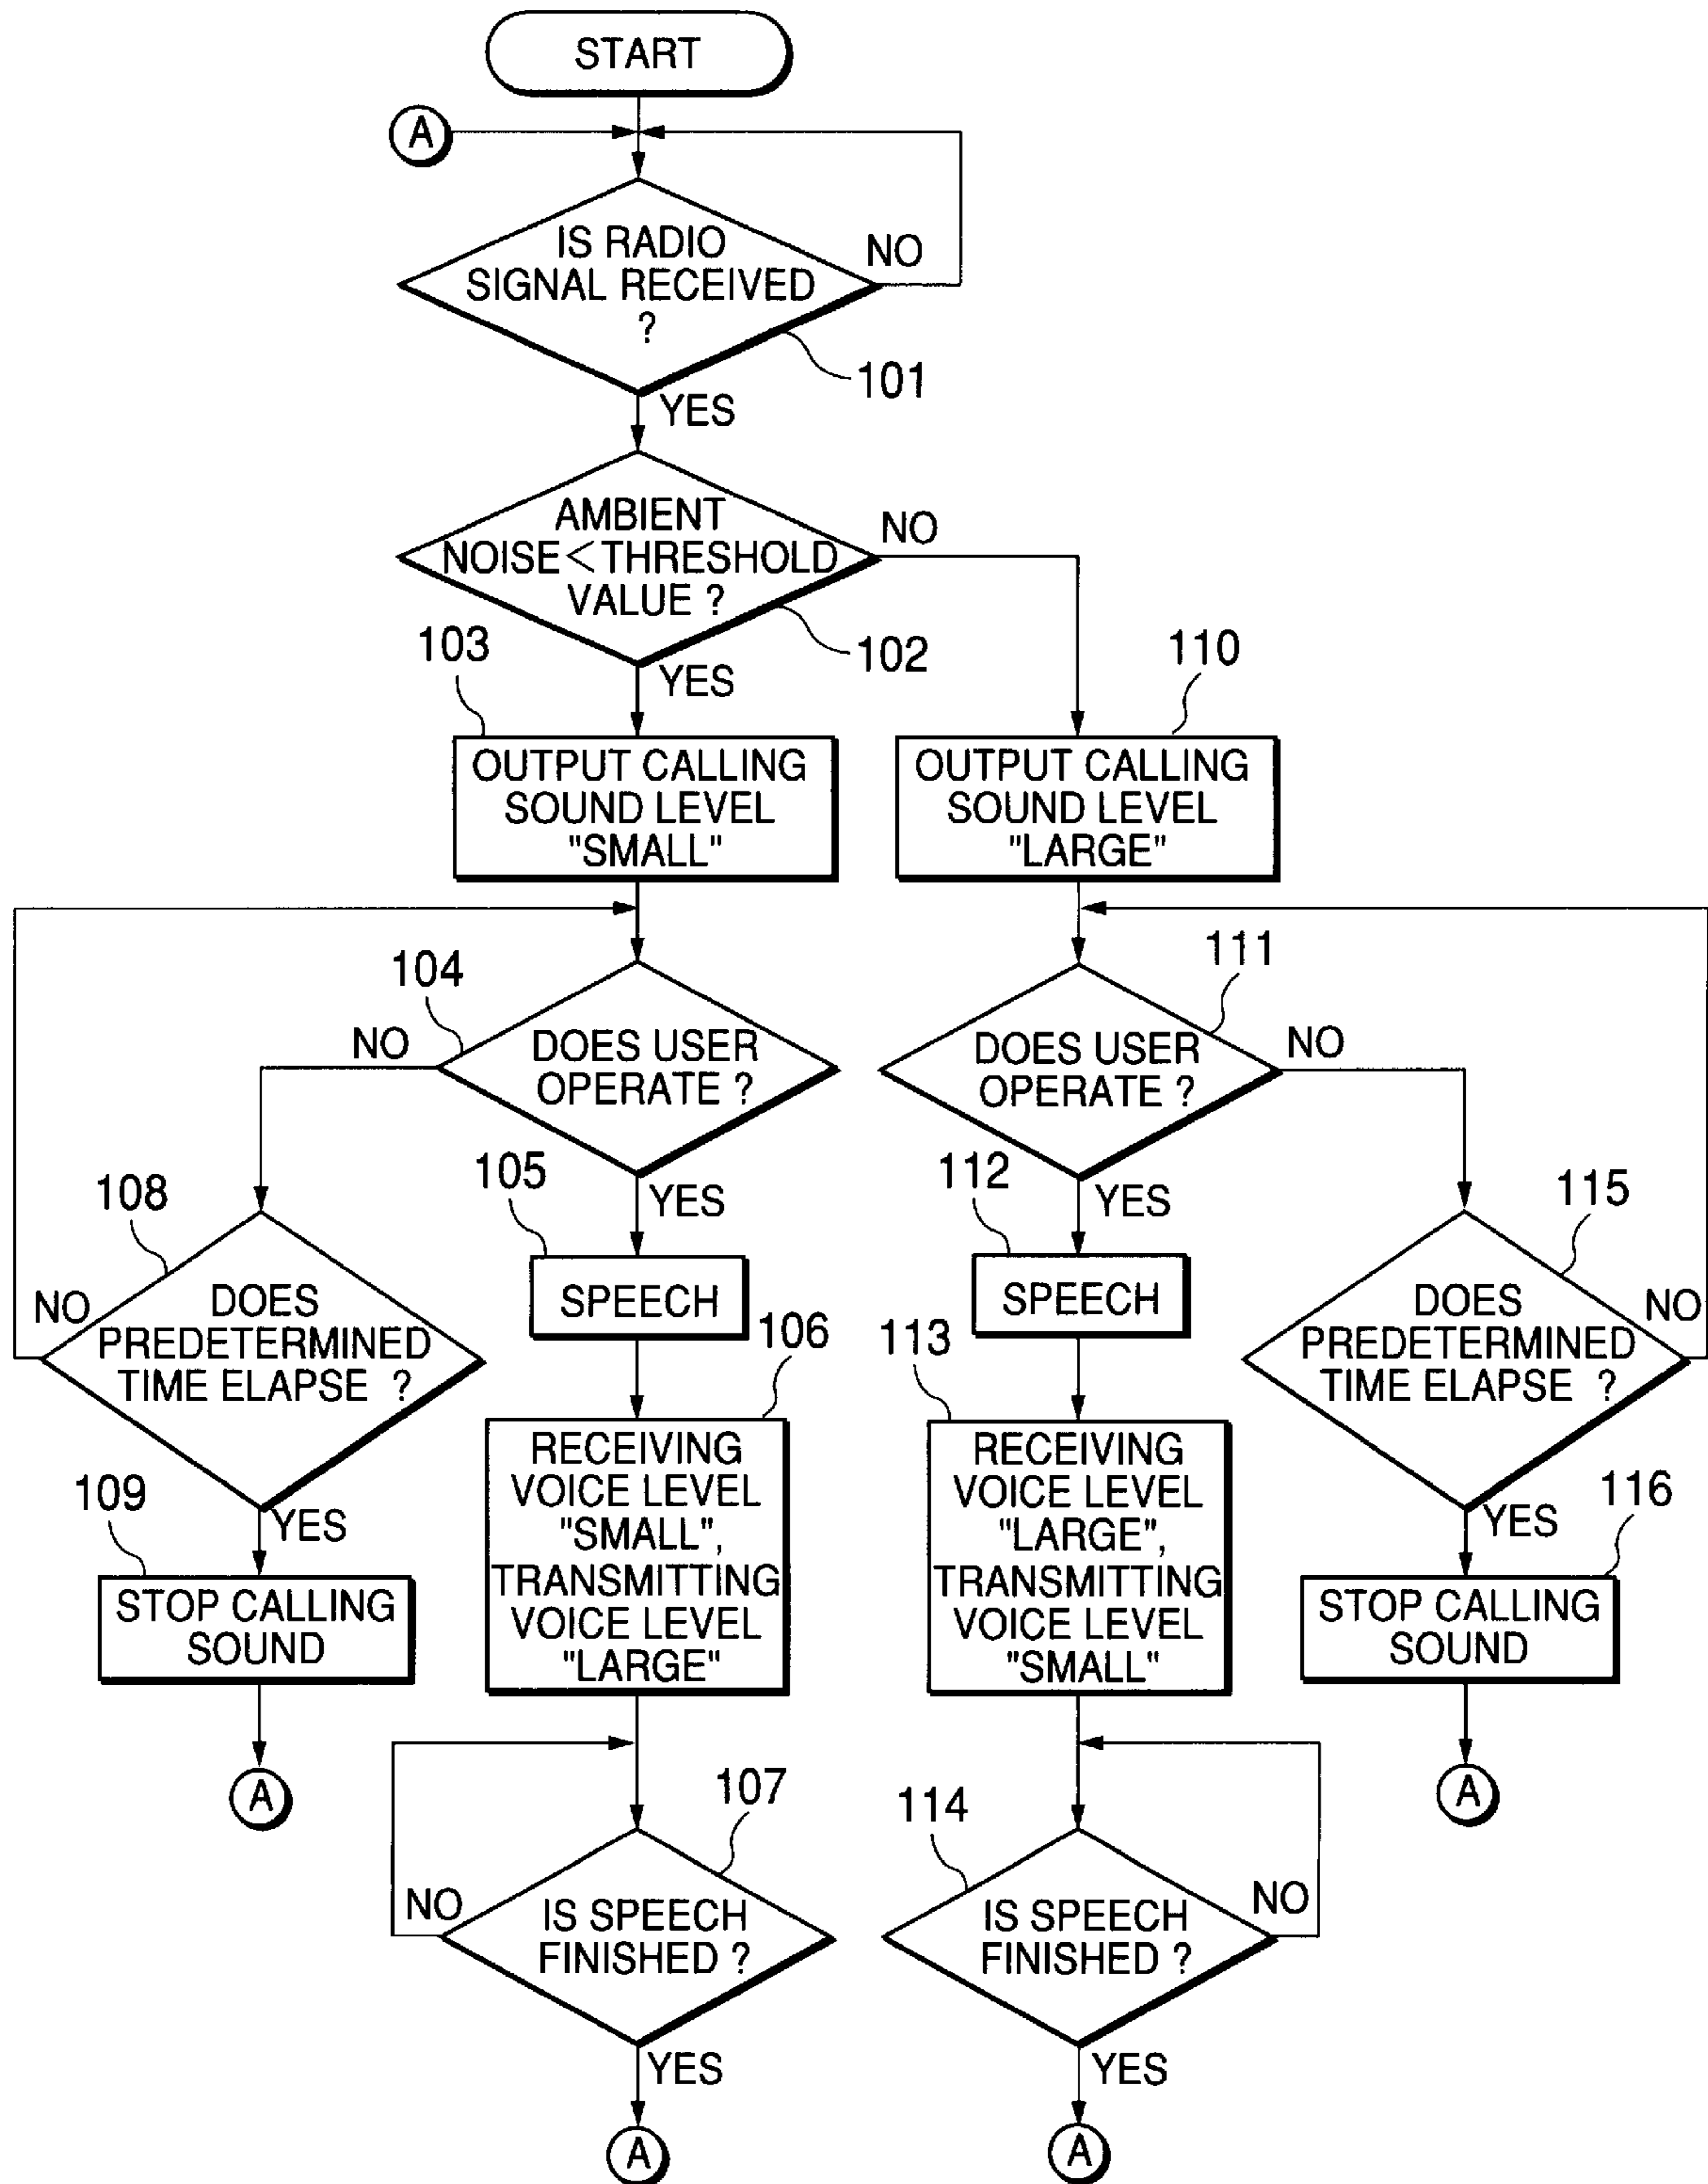 START
A
IS RADIO
SIGNAL RECEIVED
?
NO
101
YES
AMBIENT
NOISE<THRESHOLD
VALUE ?
NO
102
YES
103
OUTPUT CALLING
SOUND LEVEL
"SMALL"
110
OUTPUT CALLING
SOUND LEVEL
"LARGE"
104
DOES USER
OPERATE ?
NO
YES
111
DOES USER
OPERATE ?
NO
YES
108
DOES
PREDETERMINED
TIME ELAPSE ?
NO
YES
105
SPEECH
112
SPEECH
115
DOES
PREDETERMINED
TIME ELAPSE ?
NO
YES
109
STOP CALLING
SOUND
A
106
RECEIVING
VOICE LEVEL
"SMALL",
TRANSMITTING
VOICE LEVEL
"LARGE"
113
RECEIVING
VOICE LEVEL
"LARGE",
TRANSMITTING
VOICE LEVEL
"SMALL"
116
STOP CALLING
SOUND
A
107
IS SPEECH
FINISHED ?
NO
YES
A
114
IS SPEECH
FINISHED ?
NO
YES
A